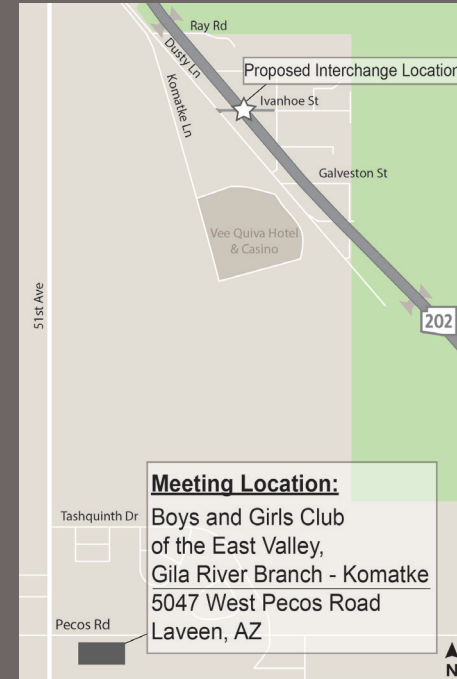 Ray Rd
Dusty Ln
Proposed Interchange Location
Komatke Ln
Ivanhoe St
Galveston St
Vee Quiva Hotel
& Casino
51st Ave
202
Meeting Location:
Boys and Girls Club
of the East Valley,
Gila River Branch - Komatke
5047 West Pecos Road
Laveen, AZ
Tashquinth Dr
Pecos Rd
N